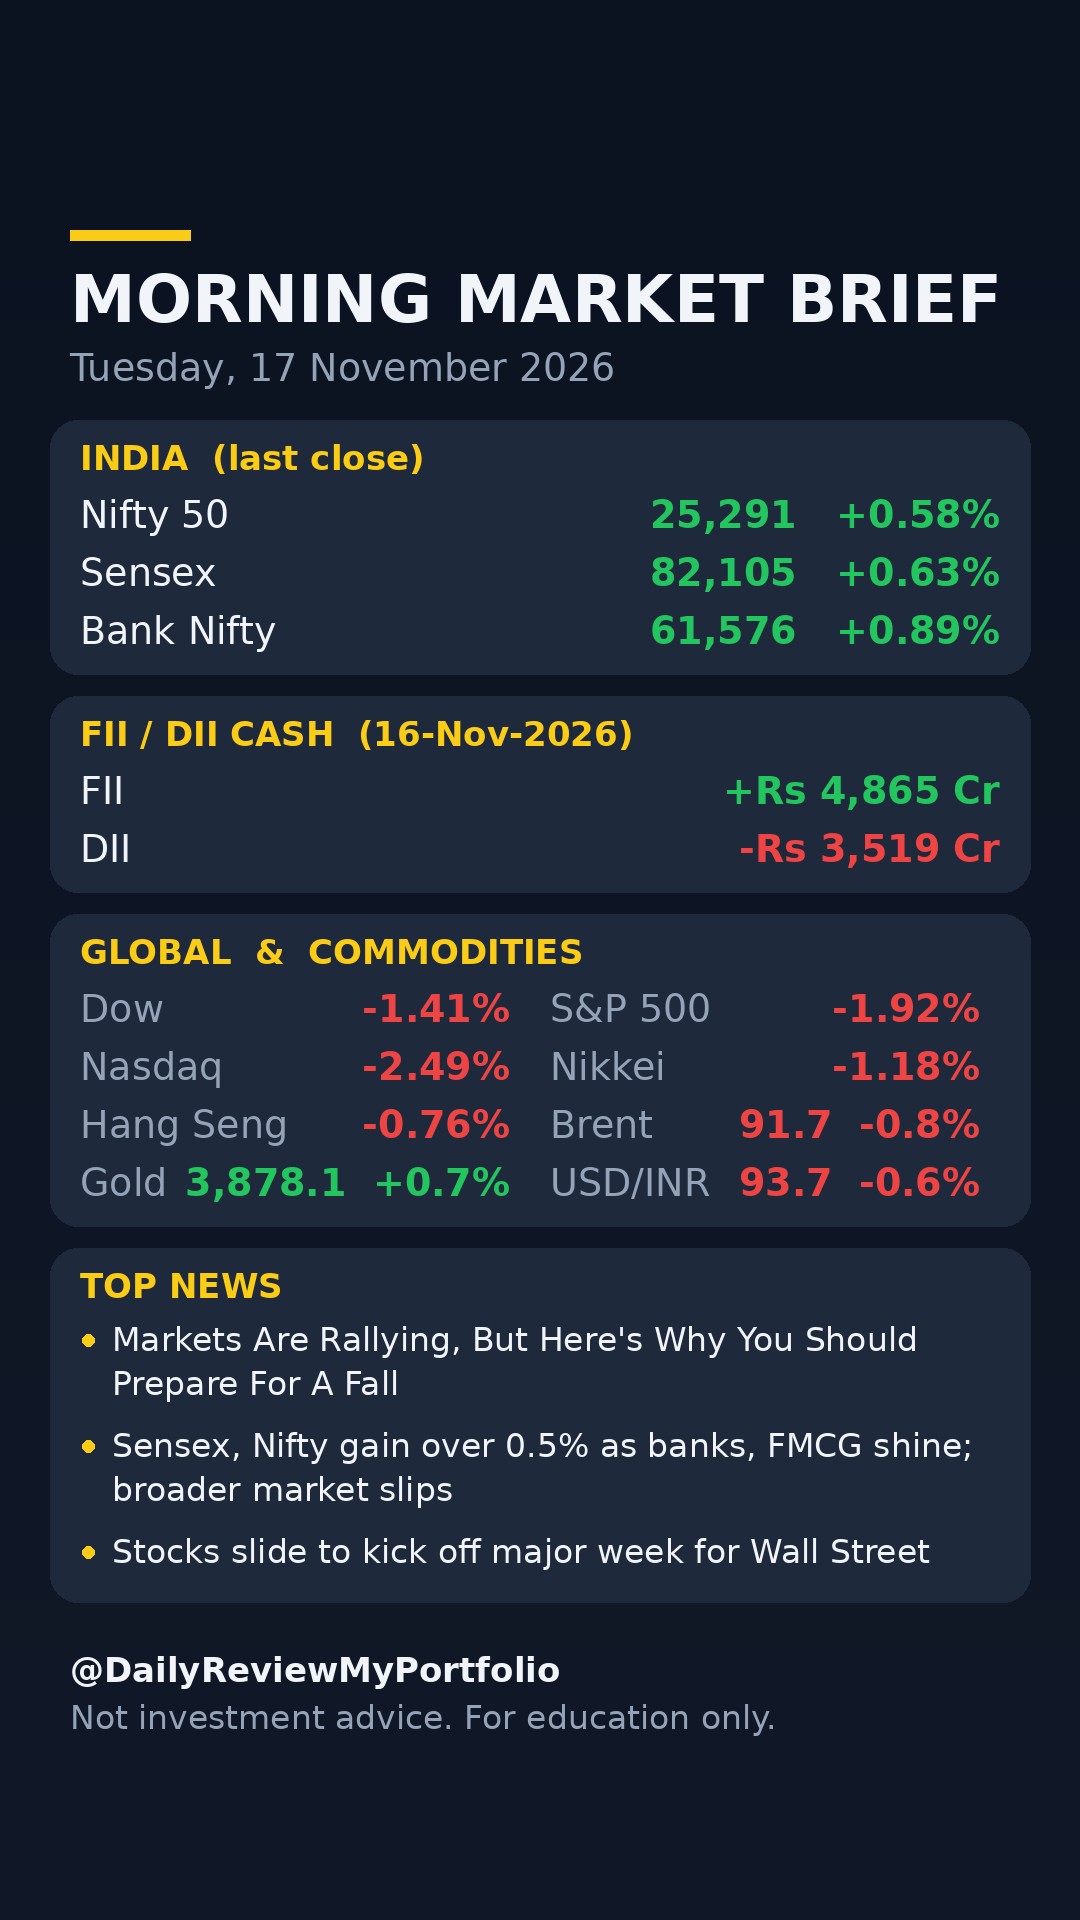 MORNING MARKET BRIEF
Tuesday, 17 November 2026
INDIA (last close)
Nifty 50 25,291 +0.58%
Sensex 82,105 +0.63%
Bank Nifty 61,576 +0.89%
FII / DII CASH (16-Nov-2026)
FII +Rs 4,865 Cr
DII -Rs 3,519 Cr
GLOBAL & COMMODITIES
Dow -1.41% S&P 500 -1.92%
Nasdaq -2.49% Nikkei -1.18%
Hang Seng -0.76% Brent 91.7 -0.8%
Gold 3,878.1 +0.7% USD/INR 93.7 -0.6%
TOP NEWS
Markets Are Rallying, But Here's Why You Should
Prepare For A Fall
Sensex, Nifty gain over 0.5% as banks, FMCG shine;
broader market slips
Stocks slide to kick off major week for Wall Street
@DailyReviewMyPortfolio
Not investment advice. For education only.